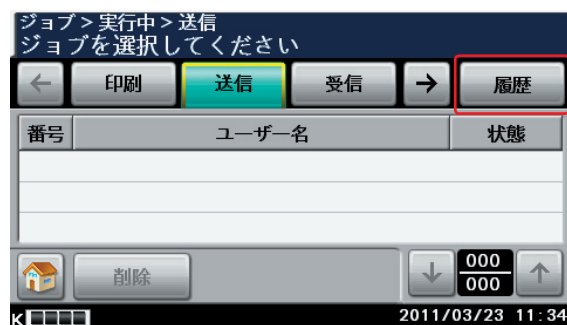 ジョブ>実行中>送信
ジョブを選択してください
← 印刷 送信 受信 → 履歴
番号 ユーザー名 状態
削除 ↓ 000 ↑
000
K 2011/03/23 11:34